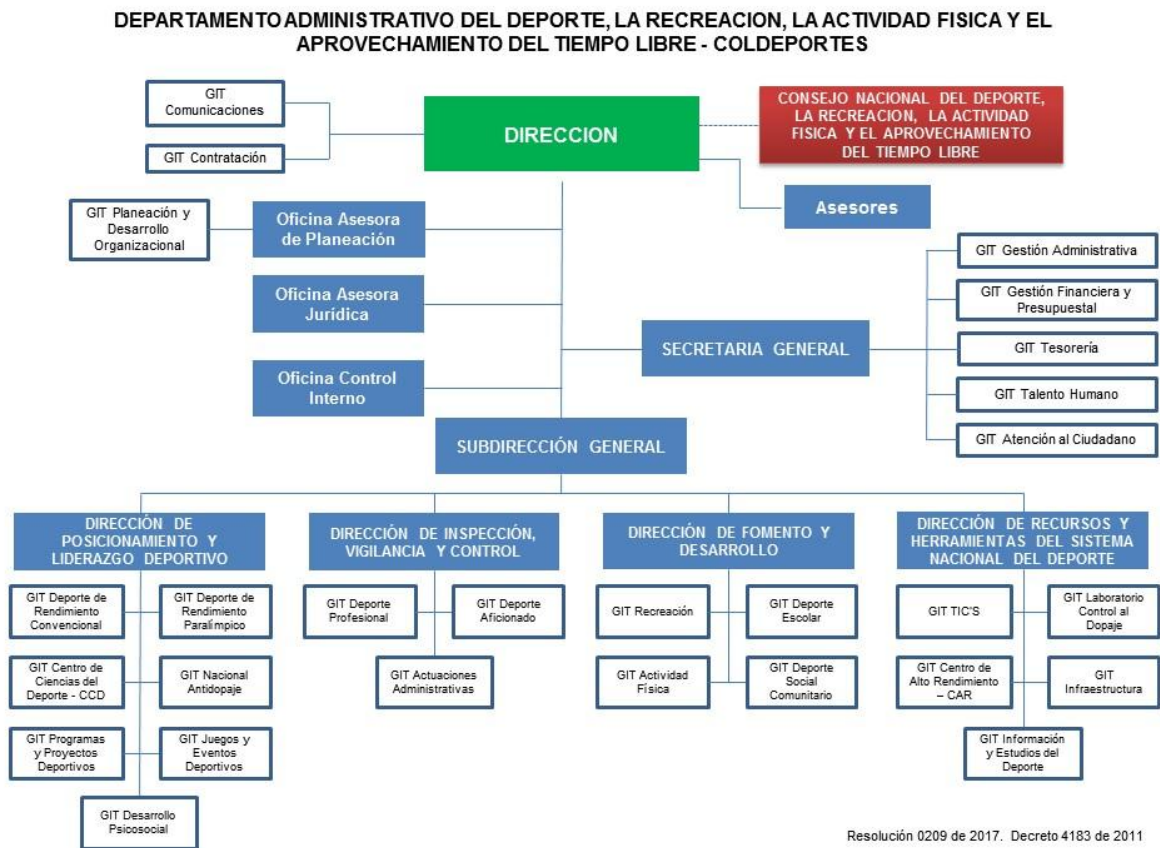 DEPARTAMENTO ADMINISTRATIVO DEL DEPORTE, LA RECREACION, LA ACTIVIDAD FISICA Y EL
APROVECHAMIENTO DEL TIEMPO LIBRE - COLDEPORTES
GIT
Comunicaciones
GIT Contratación
DIRECCION
CONSEJO NACIONAL DEL DEPORTE,
LA RECREACION, LA ACTIVIDAD
FISICA Y EL APROVECHAMIENTO
DEL TIEMPO LIBRE
Asesores
GIT Planeación y
Desarrollo
Organizacional
Oficina Asesora
de Planeación
Oficina Asesora
Jurídica
Oficina Control
Interno
SECRETARIA GENERAL
GIT Gestión Administrativa
GIT Gestión Financiera y
Presupuestal
GIT Tesorería
GIT Talento Humano
GIT Atención al Ciudadano
SUBDIRECCIÓN GENERAL
DIRECCIÓN DE
POSICIONAMIENTO Y
LIDERAZGO DEPORTIVO
GIT Deporte de
Rendimiento
Convencional
GIT Deporte de
Rendimiento
Paralímpico
GIT Centro de
Ciencias del
Deporte - CCD
GIT Nacional
Antidopaje
GIT Programas
y Proyectos
Deportivos
GIT Juegos y
Eventos
Deportivos
GIT Desarrollo
Psicosocial
DIRECCIÓN DE INSPECCIÓN,
VIGILANCIA Y CONTROL
GIT Deporte
Profesional
GIT Deporte
Aficionado
GIT Actuaciones
Administrativas
DIRECCIÓN DE FOMENTO Y
DESARROLLO
GIT Recreación
GIT Deporte
Escolar
GIT Actividad
Física
GIT Deporte
Social
Comunitario
DIRECCIÓN DE RECURSOS Y
HERRAMIENTAS DEL SISTEMA
NACIONAL DEL DEPORTE
GIT TIC'S
GIT Laboratorio
Control al
Dopaje
GIT Centro de
Alto Rendimiento
– CAR
GIT
Infraestructura
GIT Información
y Estudios del
Deporte
Resolución 0209 de 2017. Decreto 4183 de 2011